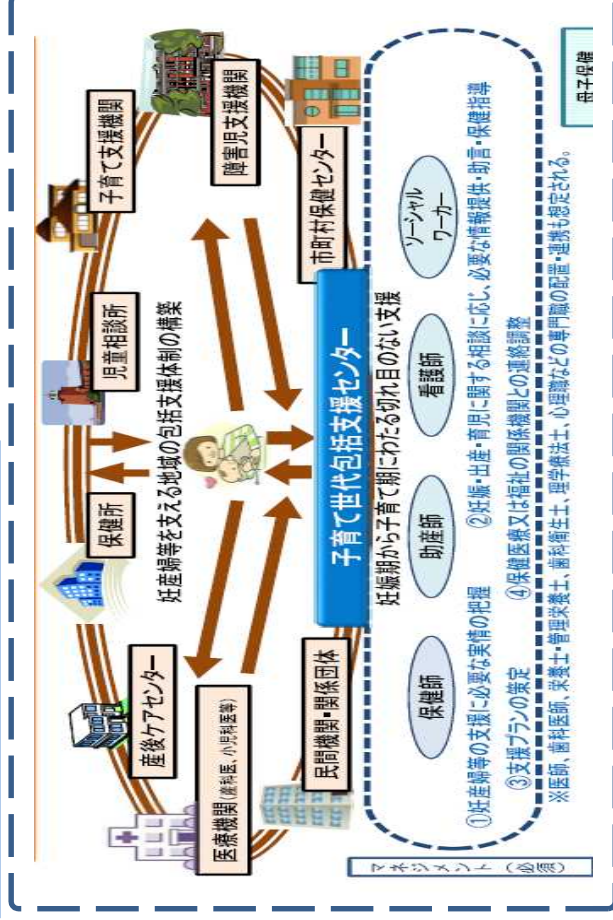 子育て支援機関
児童相談所
障害児支援機関
保健所
市町村保健センター
産後ケアセンター
医療機関(産科医、小児科医等)
民間機関・関係団体
妊産婦等を支える地域の包括支援体制の構築
子育て世代包括支援センター
妊娠期から子育て期にわたる切れ目のない支援
保健師
助産師
看護師
ソーシャル
ワーカー
①妊産婦等の支援に必要な実情の把握 ②妊娠・出産・育児に関する相談に応じ、必要な情報提供・助言・保健指導
③支援プランの策定 ④保健医療又は福祉の関係機関との連絡調整
※医師、歯科医師、栄養士・管理栄養士、歯科衛生士、理学療法士、心理職などの専門職の配置・連携も想定される。
マネジメント(必須)
母子保健